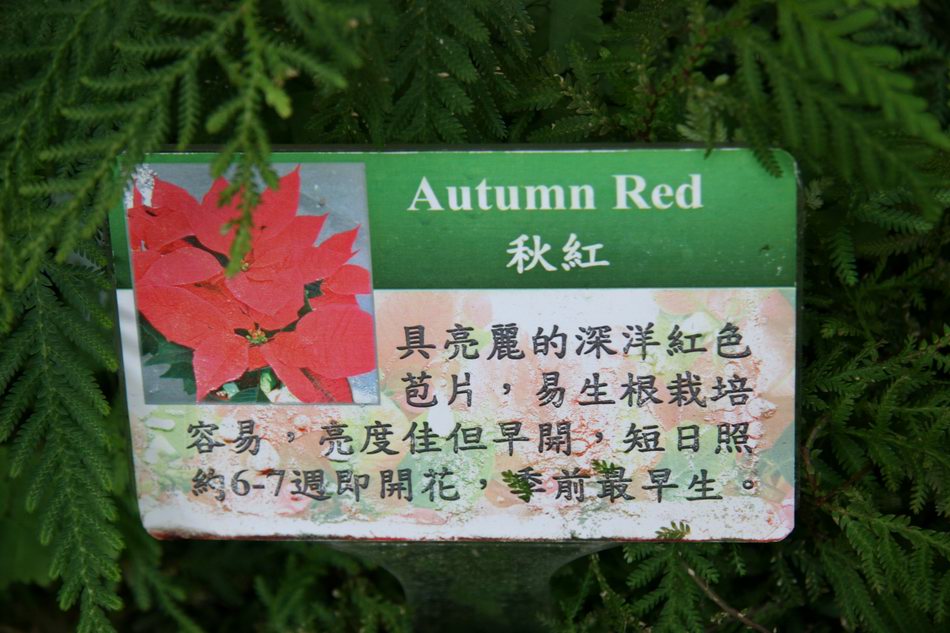 Autumn Red
秋紅
具亮麗的深洋紅色
苞片，易生根栽培
容易，亮度佳但早開，短日照
約6-7週即開花，季前最早生。